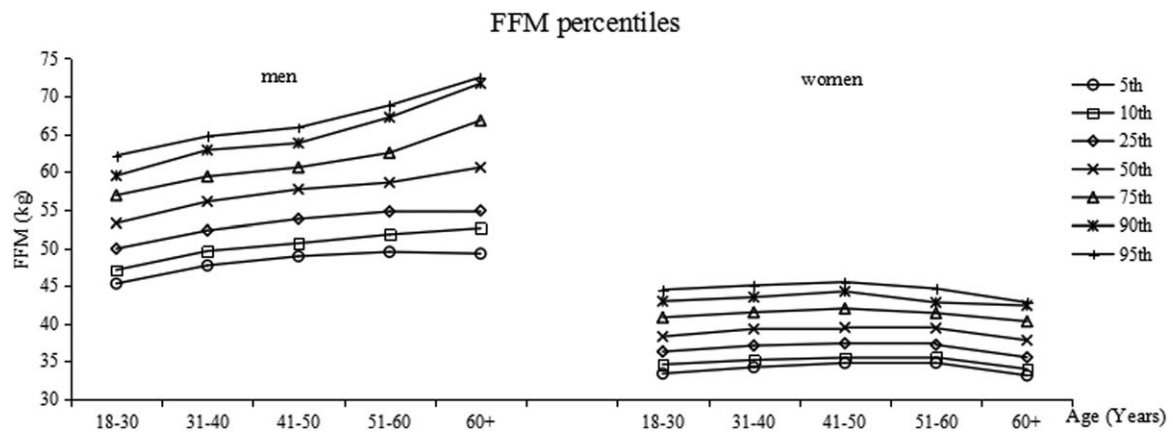 FFM percentiles
men
women
FFM (kg)
75
70
65
60
55
50
45
40
35
30
18-30 31-40 41-50 51-60 60+ 18-30 31-40 41-50 51-60 60+ Age (Years)
5th
10th
25th
50th
75th
90th
95th